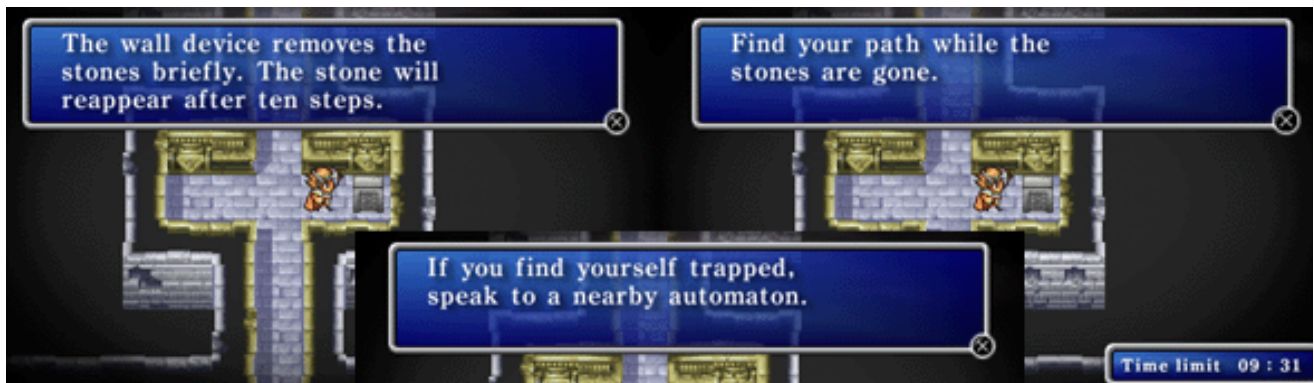 The wall device removes the
stones briefly. The stone will
reappear after ten steps.
Find your path while the
stones are gone.
If you find yourself trapped,
speak to a nearby automaton.
Time limit 09:31